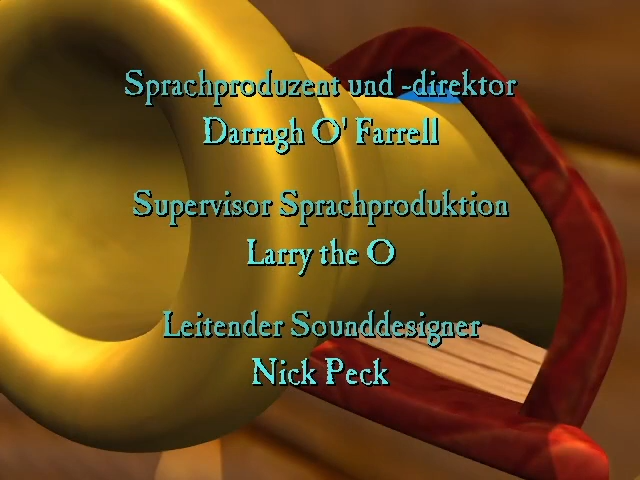 Sprachproduzent und -direktor
Darragh O' Farrell
Supervisor Sprachproduktion
Larry the O
Leitender Sounddesigner
Nick Peck